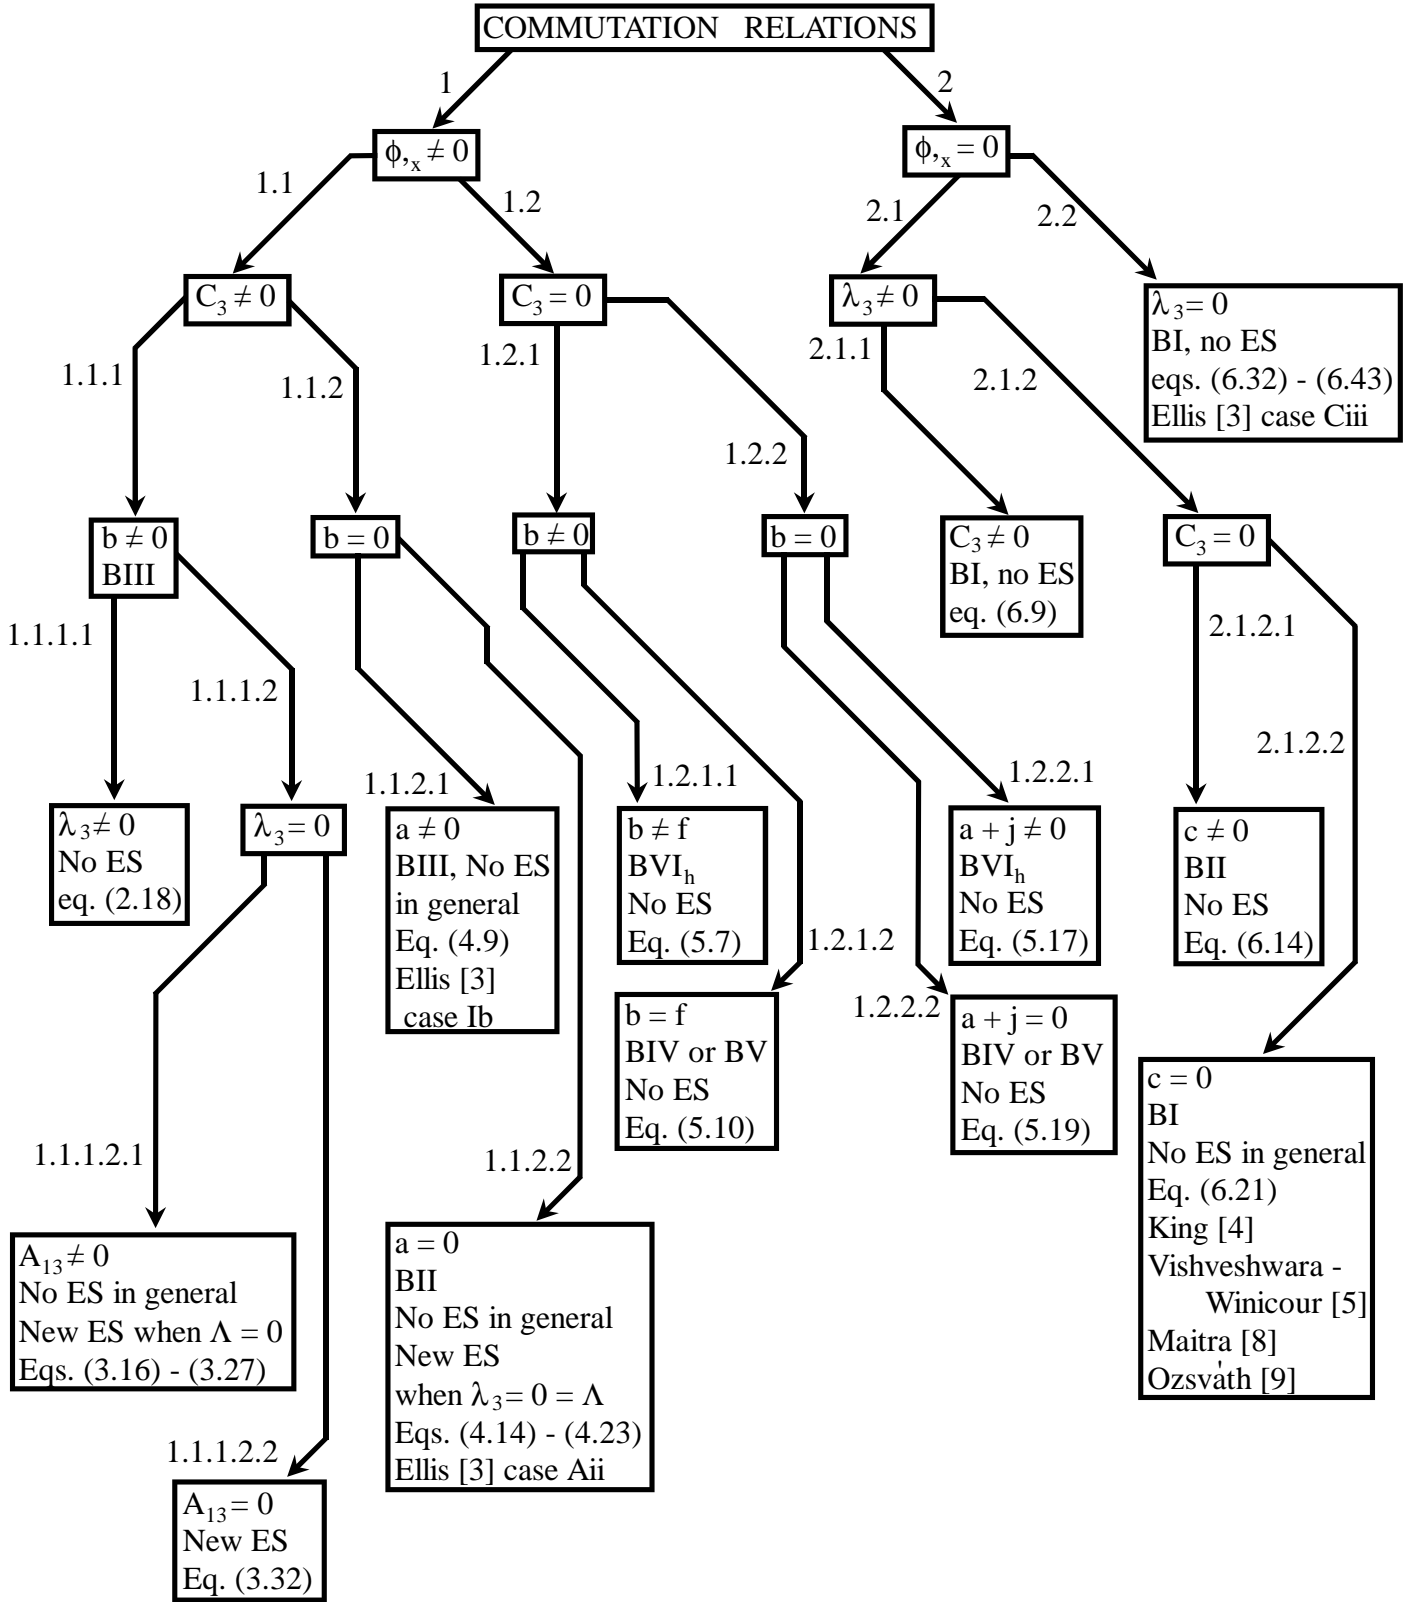 COMMUTATION RELATIONS
1
2
ϕ,ₓ ≠ 0
ϕ,ₓ = 0
1.1
1.2
2.1
2.2
C₃ ≠ 0
C₃ = 0
λ₃ ≠ 0
λ₃ = 0
BI, no ES
eqs. (6.32) - (6.43)
Ellis [3] case Ciii
1.1.1
1.1.2
1.2.1
1.2.2
2.1.1
2.1.2
b ≠ 0
BIII
b = 0
b ≠ 0
b = 0
C₃ ≠ 0
BI, no ES
eq. (6.9)
C₃ = 0
1.1.1.1
1.1.1.2
1.1.2.1
1.2.1.1
1.2.2.1
2.1.2.1
2.1.2.2
λ₃ ≠ 0
No ES
eq. (2.18)
λ₃ = 0
a ≠ 0
BIII, No ES
in general
Eq. (4.9)
Ellis [3]
case Ib
b ≠ f
BVIₕ
No ES
Eq. (5.7)
1.2.1.2
a + j ≠ 0
BVIₕ
No ES
Eq. (5.17)
c ≠ 0
BII
No ES
Eq. (6.14)
b = f
BIV or BV
No ES
Eq. (5.10)
1.2.2.2
a + j = 0
BIV or BV
No ES
Eq. (5.19)
c = 0
BI
No ES in general
Eq. (6.21)
King [4]
Vishveshwara -
Winicour [5]
Maitra [8]
Ozsváth [9]
1.1.1.2.1
1.1.2.2
A₁₃ ≠ 0
No ES in general
New ES when Λ = 0
Eqs. (3.16) - (3.27)
a = 0
BII
No ES in general
New ES
when λ₃ = 0 = Λ
Eqs. (4.14) - (4.23)
Ellis [3] case Aii
1.1.1.2.2
A₁₃ = 0
New ES
Eq. (3.32)